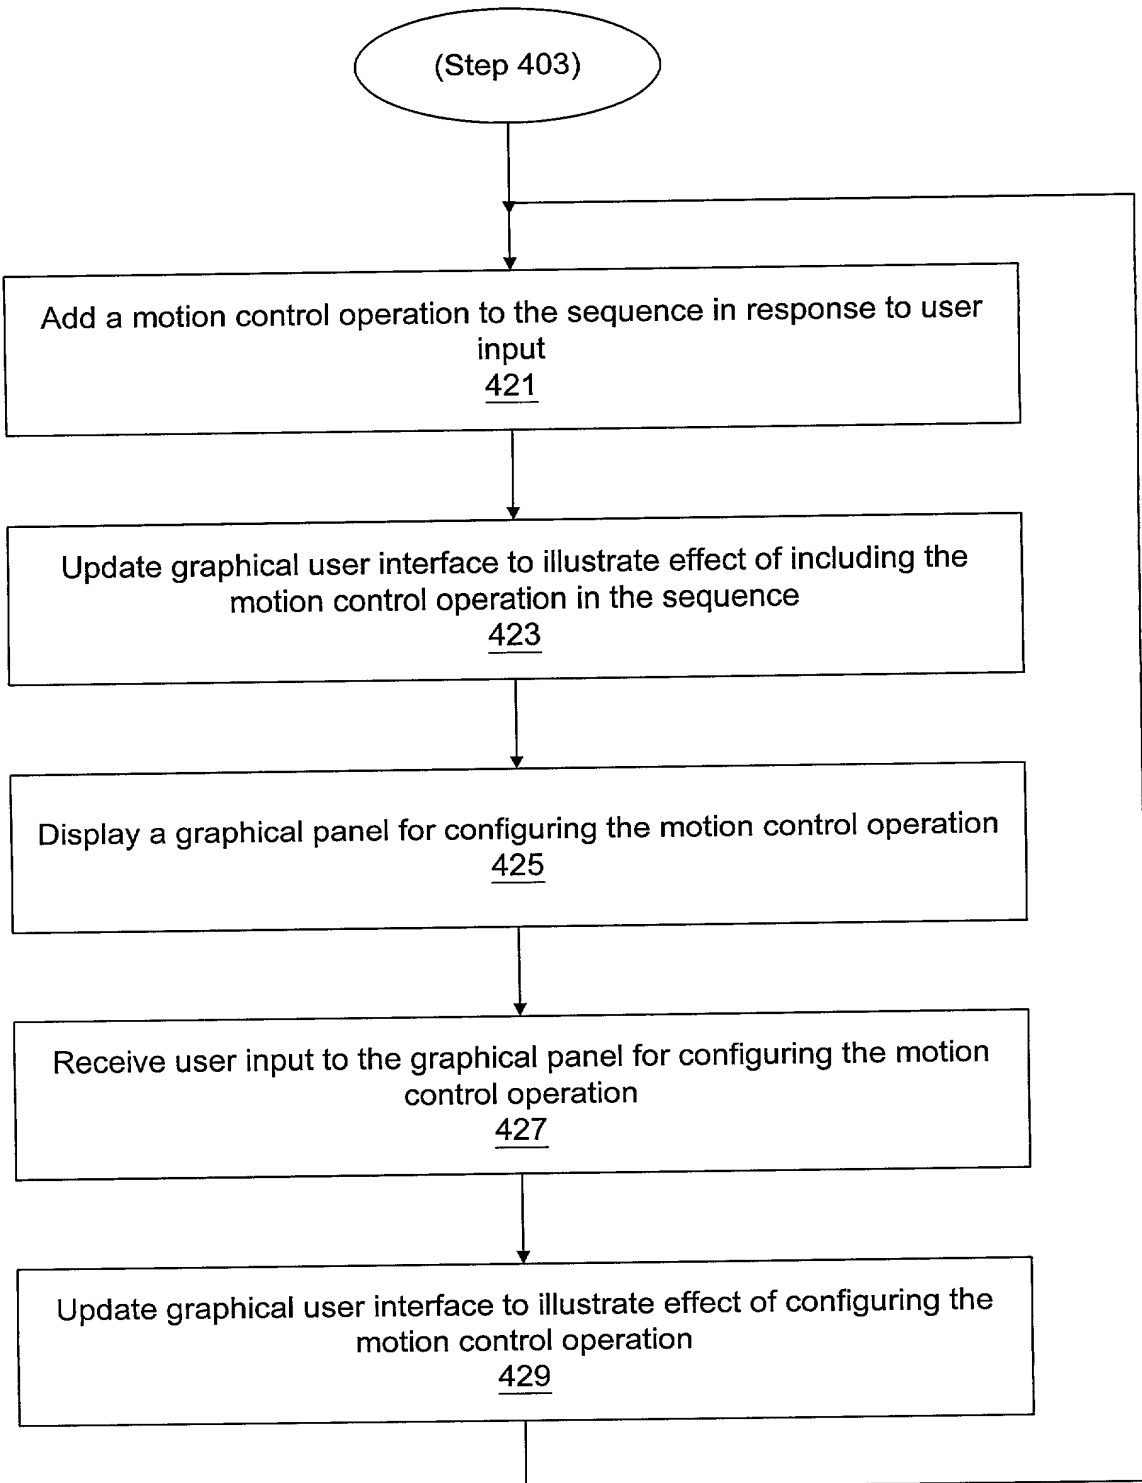 (Step 403)
Add a motion control operation to the sequence in response to user
input
421
Update graphical user interface to illustrate effect of including the
motion control operation in the sequence
423
Display a graphical panel for configuring the motion control operation
425
Receive user input to the graphical panel for configuring the motion
control operation
427
Update graphical user interface to illustrate effect of configuring the
motion control operation
429